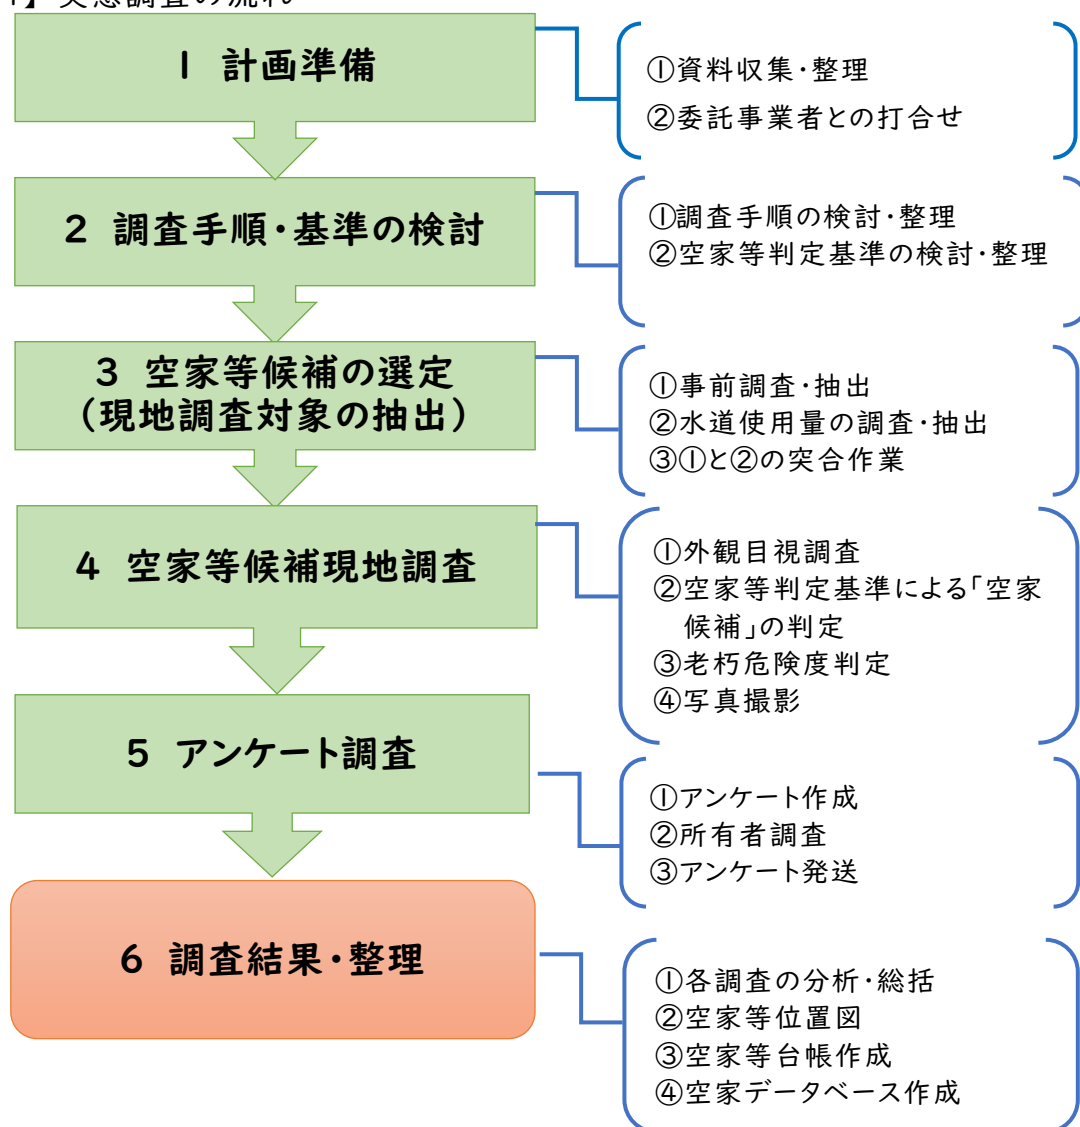 】実態調査の流れ
1 計画準備
①資料収集・整理
②委託事業者との打合せ
2 調査手順・基準の検討
①調査手順の検討・整理
②空家等判定基準の検討・整理
3 空家等候補の選定
（現地調査対象の抽出）
①事前調査・抽出
②水道使用量の調査・抽出
③①と②の突合作業
4 空家等候補現地調査
①外観目視調査
②空家等判定基準による「空家
候補」の判定
③老朽危険度判定
④写真撮影
5 アンケート調査
①アンケート作成
②所有者調査
③アンケート発送
6 調査結果・整理
①各調査の分析・総括
②空家等位置図
③空家等台帳作成
④空家データベース作成